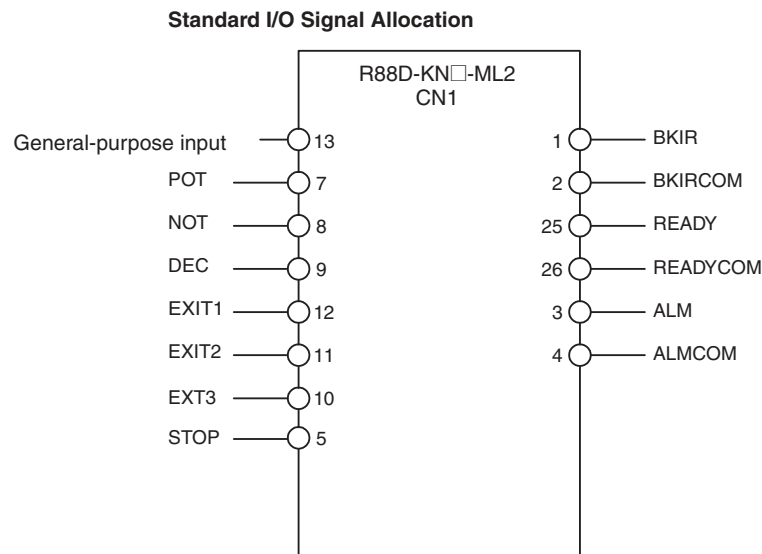 Standard I/O Signal Allocation
R88D-KN□-ML2
CN1
General-purpose input 13 1 BKIR
POT 7 2 BKIRCOM
NOT 8 25 READY
DEC 9 26 READYCOM
EXIT1 12 3 ALM
EXIT2 11 4 ALMCOM
EXT3 10
STOP 5